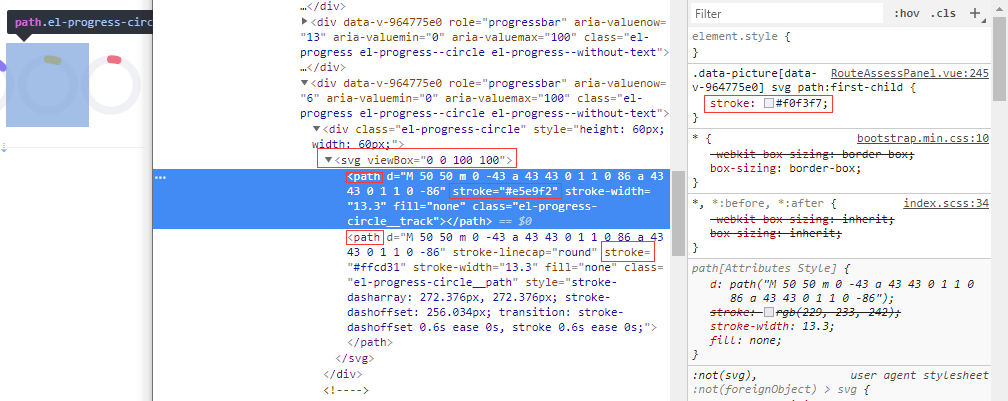 path.el-progress-circ
…</div>
<div data-v-964775e0 role="progressbar" aria-valuenow=
"13" aria-valuemin="0" aria-valuemax="100" class="el-
progress el-progress--circle el-progress--without-text">
…</div>
<div data-v-964775e0 role="progressbar" aria-valuenow=
"6" aria-valuemin="0" aria-valuemax="100" class="el-
progress el-progress--circle el-progress--without-text">
<div class="el-progress-circle" style="height: 60px;
width: 60px;">
<svg viewBox="0 0 100 100">
… <path d="M 50 50 m 0 -43 a 43 43 0 1 1 0 86 a 43
43 0 1 1 0 -86" stroke="#e5e9f2" stroke-width=
"13.3" fill="none" class="el-progress-
circle__track"></path> == $0
<path d="M 50 50 m 0 -43 a 43 43 0 1 1 0 86 a 43
43 0 1 1 0 -86" stroke-linecap="round" stroke=
"#ffcd31" stroke-width="13.3" fill="none" class=
"el-progress-circle__path" style="stroke-
dasharray: 272.376px, 272.376px; stroke-
dashoffset: 256.034px; transition: stroke-
dashoffset 0.6s ease 0s, stroke 0.6s ease 0s;">
</path>
</svg>
</div>
<!---->
Filter :hov .cls +
element.style {
}
.data-picture[data- RouteAssessPanel.vue:245
v-964775e0] svg path:first-child {
stroke: #f0f3f7;
}
* { bootstrap.min.css:10
-webkit-box-sizing: border-box;
box-sizing: border-box;
}
*, *:before, *:after { index.scss:34
-webkit-box-sizing: inherit;
box-sizing: inherit;
}
path[Attributes Style] {
d: path("M 50 50 m 0 -43 a 43 43 0 1 1 0
86 a 43 43 0 1 1 0 -86");
stroke: rgb(229, 233, 242);
stroke-width: 13.3;
fill: none;
}
:not(svg), user agent stylesheet
:not(foreignObject) > svg {